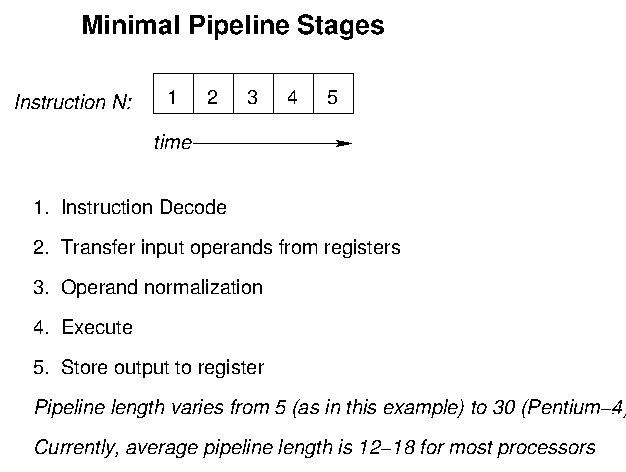 Minimal Pipeline Stages
Instruction N: 1 2 3 4 5
time
1. Instruction Decode
2. Transfer input operands from registers
3. Operand normalization
4. Execute
5. Store output to register
Pipeline length varies from 5 (as in this example) to 30 (Pentium–4)
Currently, average pipeline length is 12–18 for most processors